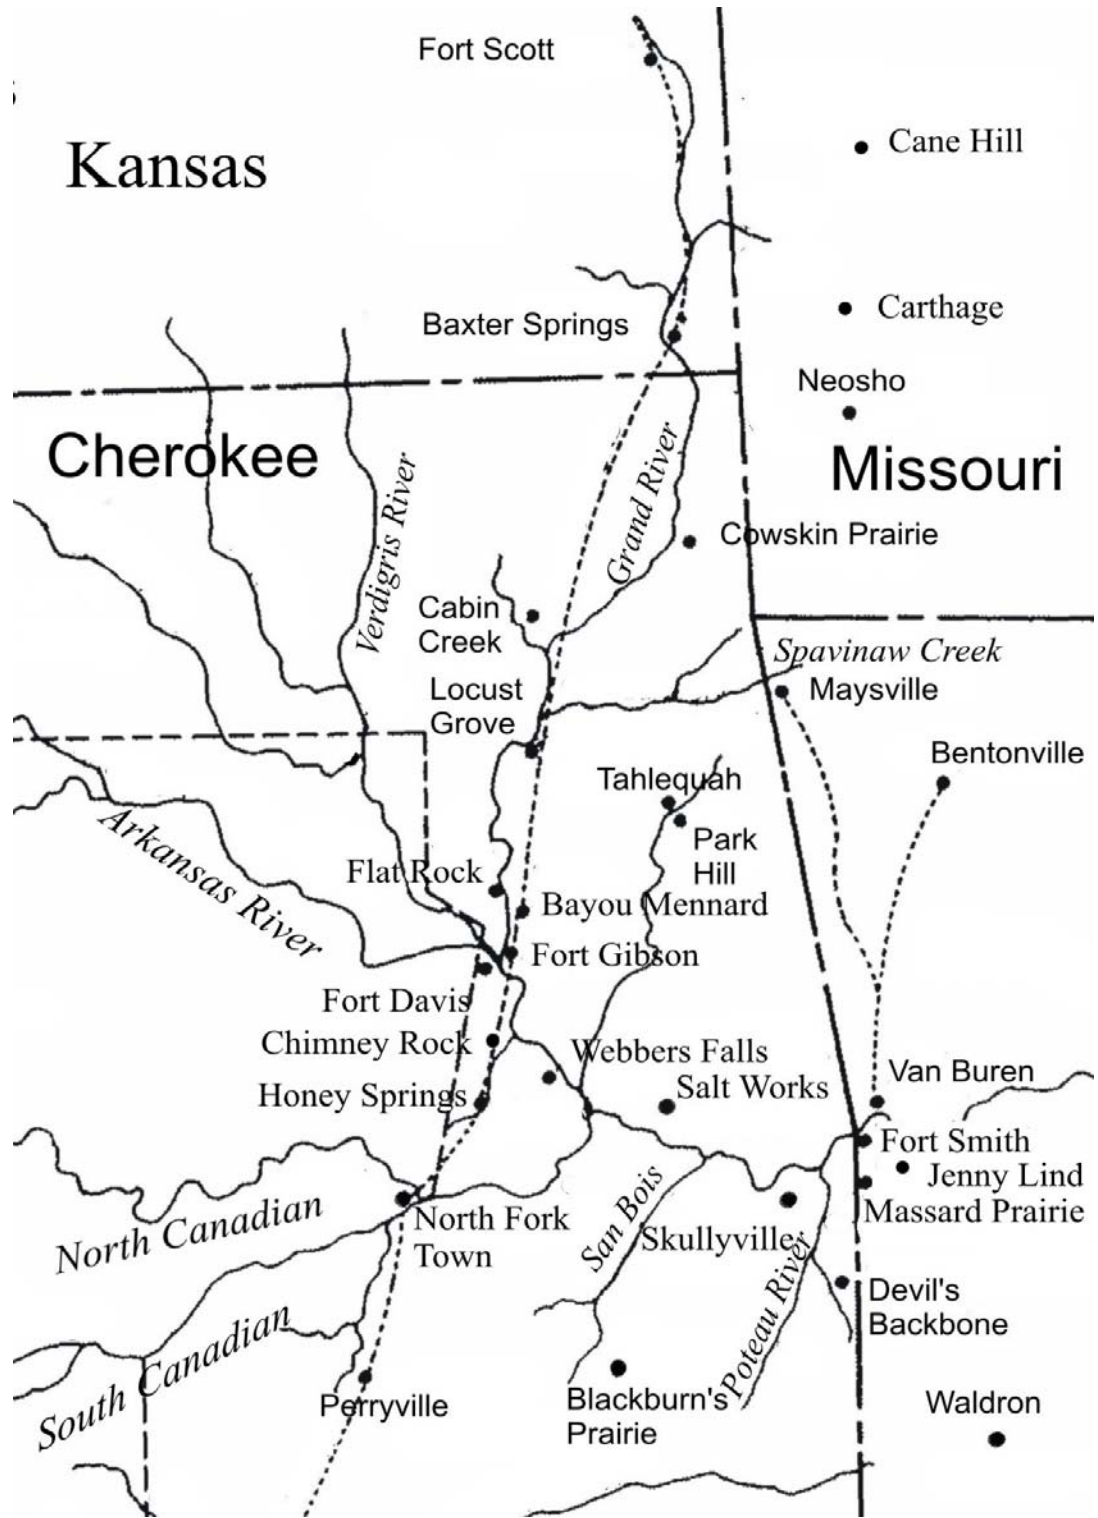 Fort Scott
Kansas
Cane Hill
Carthage
Baxter Springs
Neosho
Cherokee
Missouri
Verdigris River
Grand River
Cowskin Prairie
Cabin
Creek
Spavinaw Creek
Locust
Grove
Maysville
Bentonville
Tahlequah
Park
Hill
Arkansas River
Flat Rock
Bayou Mennard
Fort Gibson
Fort Davis
Chimney Rock
Webbers Falls
Honey Springs
Salt Works
Van Buren
Fort Smith
Jenny Lind
Massard Prairie
North Canadian
North Fork
Town
San Bois
Skullyville
Poteau River
Devil's
Backbone
South Canadian
Perryville
Blackburn's
Prairie
Waldron